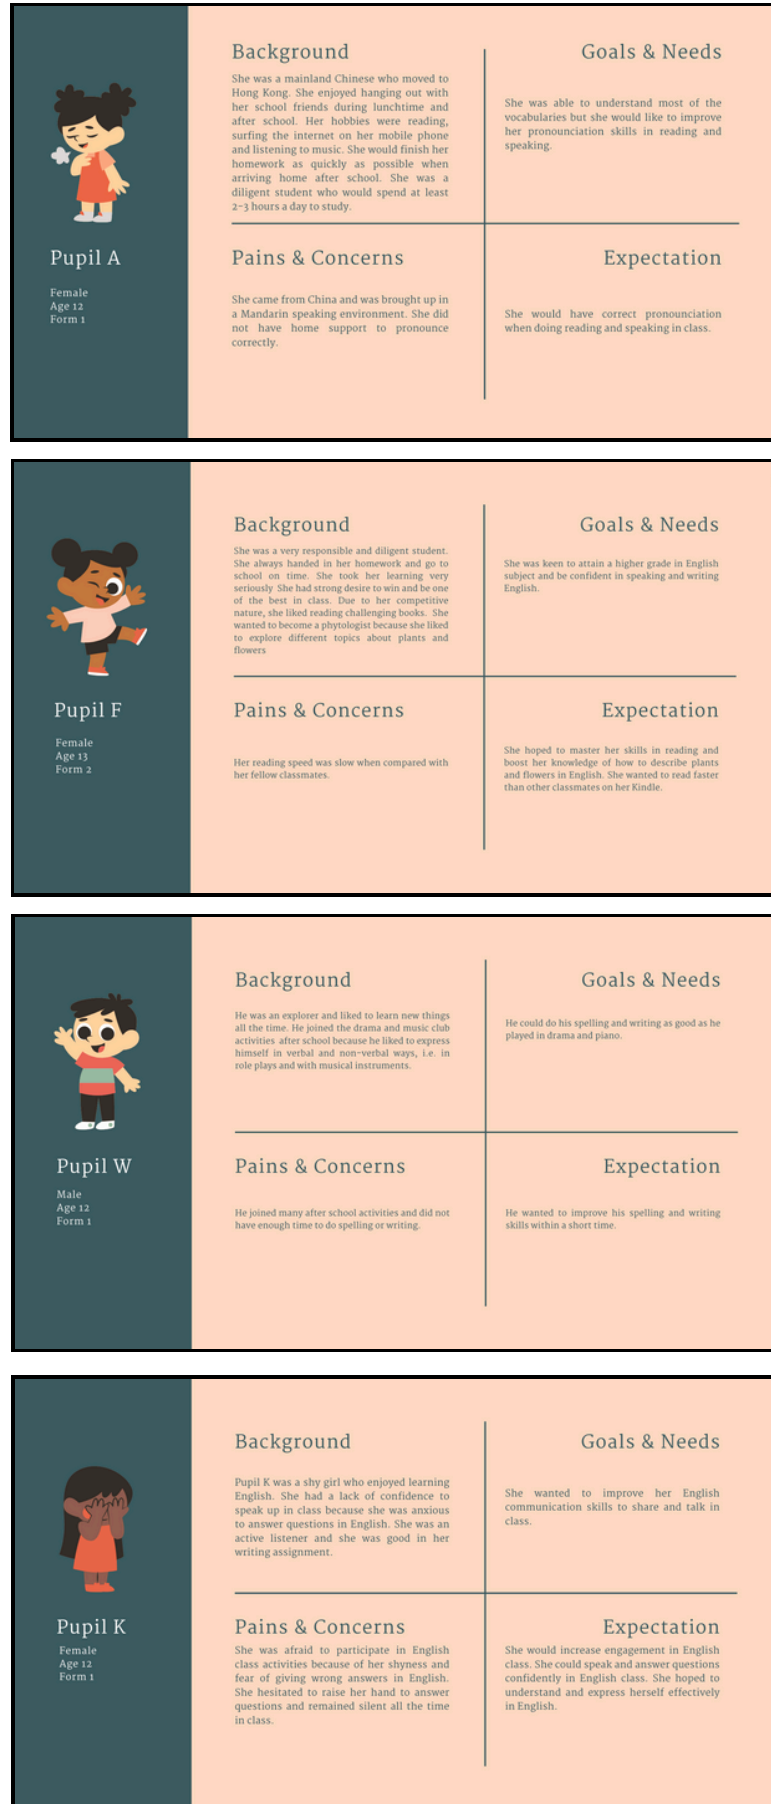 Pupil A
Female
Age 12
Form 1
Background
She was a mainland Chinese who moved to
Hong Kong. She enjoyed hanging out with
her school friends during lunchtime and
after school. Her hobbies were reading,
surfing the internet on her mobile phone
and listening to music. She would finish her
homework as quickly as possible when
arriving home after school. She was a
diligent student who would spend at least
2-3 hours a day to study.
Goals & Needs
She was able to understand most of the
vocabularies but she would like to improve
her pronounciation skills in reading and
speaking.
Pains & Concerns
She came from China and was brought up in
a Mandarin speaking environment. She did
not have home support to pronounce
correctly.
Expectation
She would have correct pronounciation
when doing reading and speaking in class.
Pupil F
Female
Age 13
Form 2
Background
She was a very responsible and diligent student.
She always handed in her homework and go to
school on time. She took her learning very
seriously She had strong desire to win and be one
of the best in class. Due to her competitive
nature, she liked reading challenging books. She
wanted to become a phytologist because she liked
to explore different topics about plants and
flowers
Goals & Needs
She was keen to attain a higher grade in English
subject and be confident in speaking and writing
English.
Pains & Concerns
Her reading speed was slow when compared with
her fellow classmates.
Expectation
She hoped to master her skills in reading and
boost her knowledge of how to describe plants
and flowers in English. She wanted to read faster
than other classmates on her Kindle.
Pupil W
Male
Age 12
Form 1
Background
He was an explorer and liked to learn new things
all the time. He joined the drama and music club
activities after school because he liked to express
himself in verbal and non-verbal ways, i.e. in
role plays and with musical instruments.
Goals & Needs
He could do his spelling and writing as good as he
played in drama and piano.
Pains & Concerns
He joined many after school activities and did not
have enough time to do spelling or writing.
Expectation
He wanted to improve his spelling and writing
skills within a short time.
Pupil K
Female
Age 12
Form 1
Background
Pupil K was a shy girl who enjoyed learning
English. She had a lack of confidence to
speak up in class because she was anxious
to answer questions in English. She was an
active listener and she was good in her
writing assignment.
Goals & Needs
She wanted to improve her English
communication skills to share and talk in
class.
Pains & Concerns
She was afraid to participate in English
class activities because of her shyness and
fear of giving wrong answers in English.
She hesitated to raise her hand to answer
questions and remained silent all the time
in class.
Expectation
She would increase engagement in English
class. She could speak and answer questions
confidently in English class. She hoped to
understand and express herself effectively
in English.